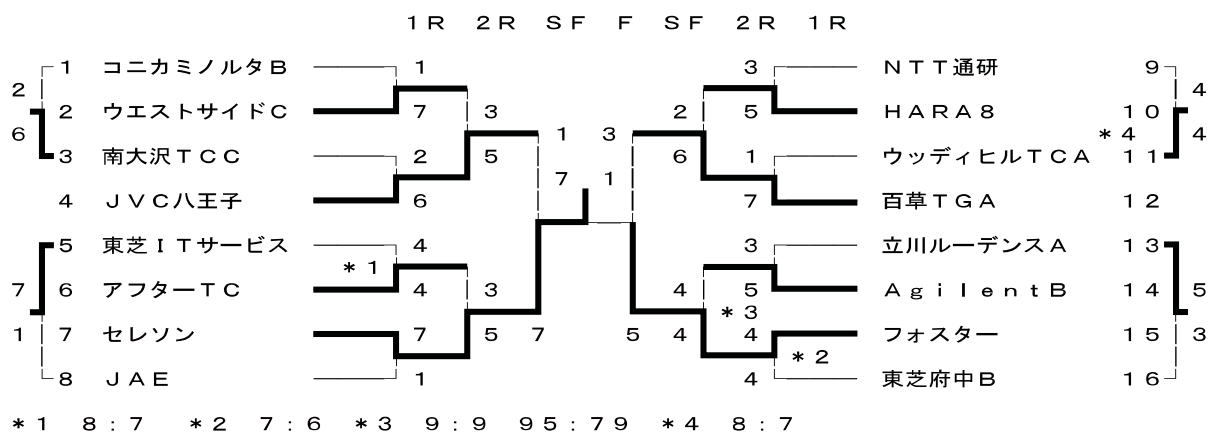 １Ｒ ２Ｒ ＳＦ Ｆ ＳＦ ２Ｒ １Ｒ
１ コニカミノルタＢ １ ３ ＮＴＴ通研 ９
２ ４
２ ウエストサイドＣ ７ ３ ２ ５ ＨＡＲＡ８ １０
６ １ ３ ＊４ ４
３ 南大沢ＴＣＣ ２ ５ ６ １ ウッディヒルＴＣＡ １１
７ １
４ ＪＶＣ八王子 ６ ７ 百草ＴＧＡ １２
５ 東芝ＩＴサービス ４ ３ 立川ルーデンスＡ １３
＊１
７ ６ アフターＴＣ ４ ３ ４ ５ ＡｇｉｌｅｎｔＢ １４ ５
＊３
１ ７ セレソン ７ ５ ７ ５ ４ ４ フォスター １５ ３
＊２
８ ＪＡＥ １ ４ 東芝府中Ｂ １６
＊１ ８：７ ＊２ ７：６ ＊３ ９：９ ９５：７９ ＊４ ８：７